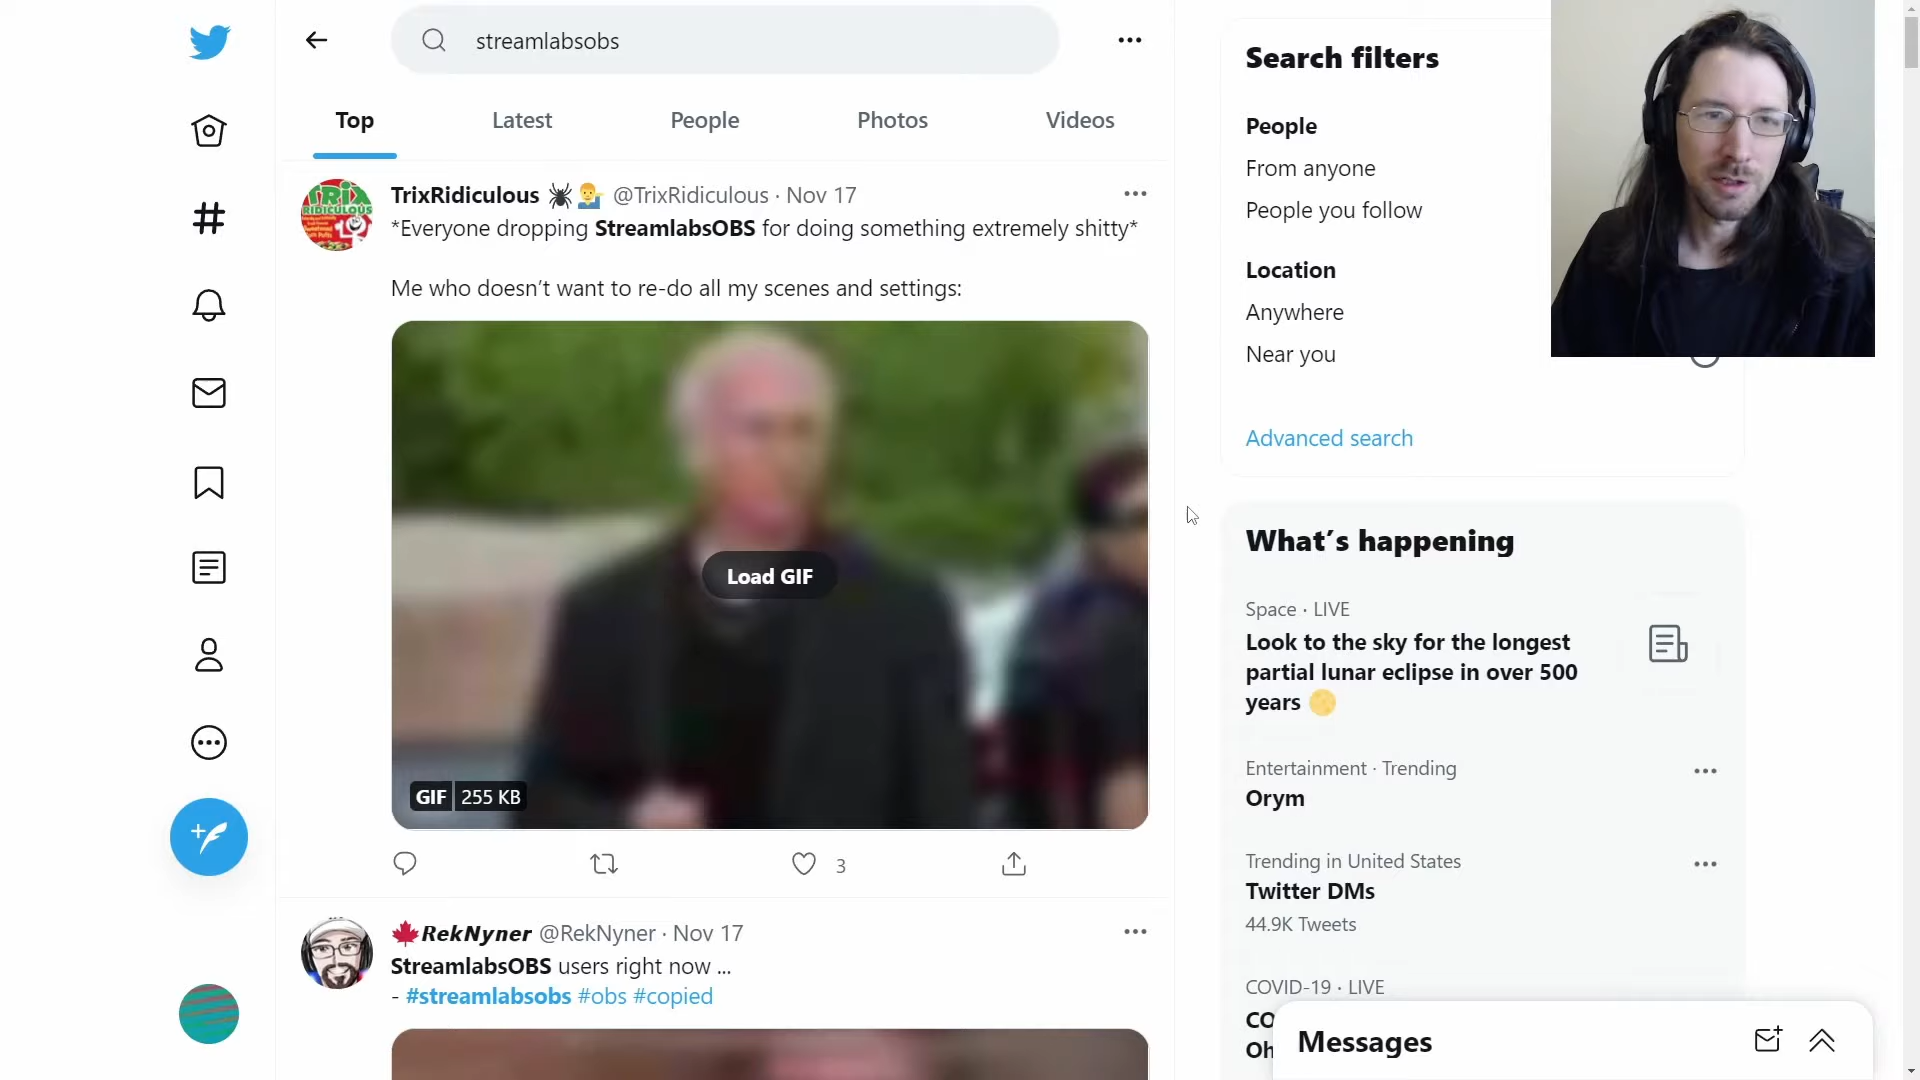 streamlabsobs
Top
Latest
People
Photos
Videos
TrixRidiculous 🕷️💁‍♂️ @TrixRidiculous · Nov 17
*Everyone dropping StreamlabsOBS for doing something extremely shitty*
Me who doesn't want to re-do all my scenes and settings:
Load GIF
GIF 255 KB
3
🍁RekNyner @RekNyner · Nov 17
StreamlabsOBS users right now ...
- #streamlabsobs #obs #copied
Search filters
People
From anyone
People you follow
Location
Anywhere
Near you
Advanced search
What's happening
Space · LIVE
Look to the sky for the longest
partial lunar eclipse in over 500
years 🌕
Entertainment · Trending
Orym
Trending in United States
Twitter DMs
44.9K Tweets
COVID-19 · LIVE
Messages